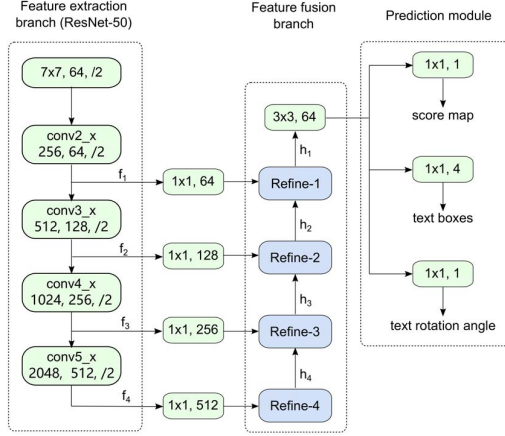 Feature extraction
branch (ResNet-50)
7x7, 64, /2
conv2_x
256, 64, /2
conv3_x
512, 128, /2
conv4_x
1024, 256, /2
conv5_x
2048, 512, /2
f1
1x1, 64
f2
1x1, 128
f3
1x1, 256
f4
1x1, 512
Feature fusion
branch
3x3, 64
h1
Refine-1
h2
Refine-2
h3
Refine-3
h4
Refine-4
Prediction module
1x1, 1
score map
1x1, 4
text boxes
1x1, 1
text rotation angle